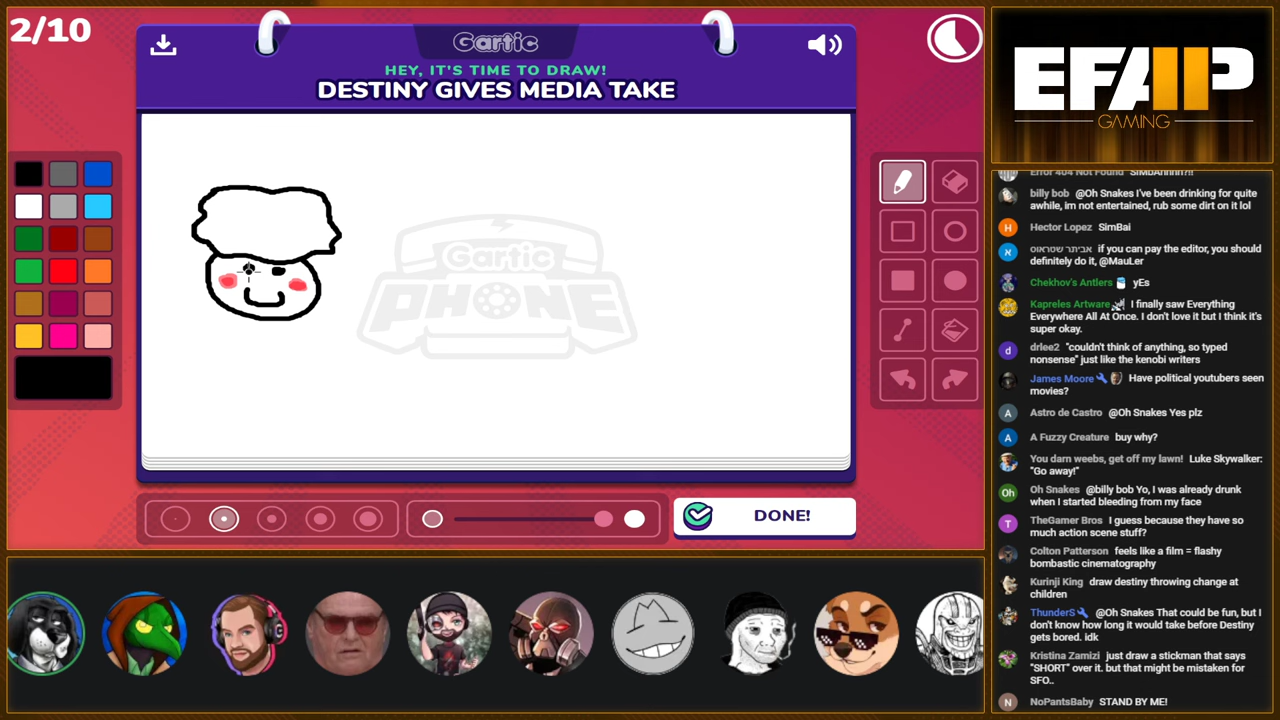 2/10
Gartic
HEY, IT'S TIME TO DRAW!
DESTINY GIVES MEDIA TAKE
Gartic
PHONE
DONE!
EFAP
GAMING
Error 404 Not Found SIMBAhhh?!!
billy bob @Oh Snakes I've been drinking for quite
awhile, im not entertained, rub some dirt on it lol
Hector Lopez SimBai
אביתר שטראוס if you can pay the editor, you should
definitely do it, @MauLer
Chekhov's Antlers yEs
Kapreles Artware I finally saw Everything
Everywhere All At Once. I don't love it but I think it's
super okay.
drlee2 "couldn't think of anything, so typed
nonsense" just like the kenobi writers
James Moore Have political youtubers seen
movies?
Astro de Castro @Oh Snakes Yes plz
A Fuzzy Creature buy why?
You darn weebs, get off my lawn! Luke Skywalker:
"Go away!"
Oh Snakes @billy bob Yo, I was already drunk
when I started bleeding from my face
TheGamer Bros I guess because they have so
much action scene stuff?
Colton Patterson feels like a film = flashy
bombastic cinematography
Kurinji King draw destiny throwing change at
children
ThunderS @Oh Snakes That could be fun, but I
don't know how long it would take before Destiny
gets bored. idk
Kristina Zamizi just draw a stickman that says
"SHORT" over it. but that might be mistaken for
SFO..
NoPantsBaby STAND BY ME!
H
א
d
A
A
Oh
T
N